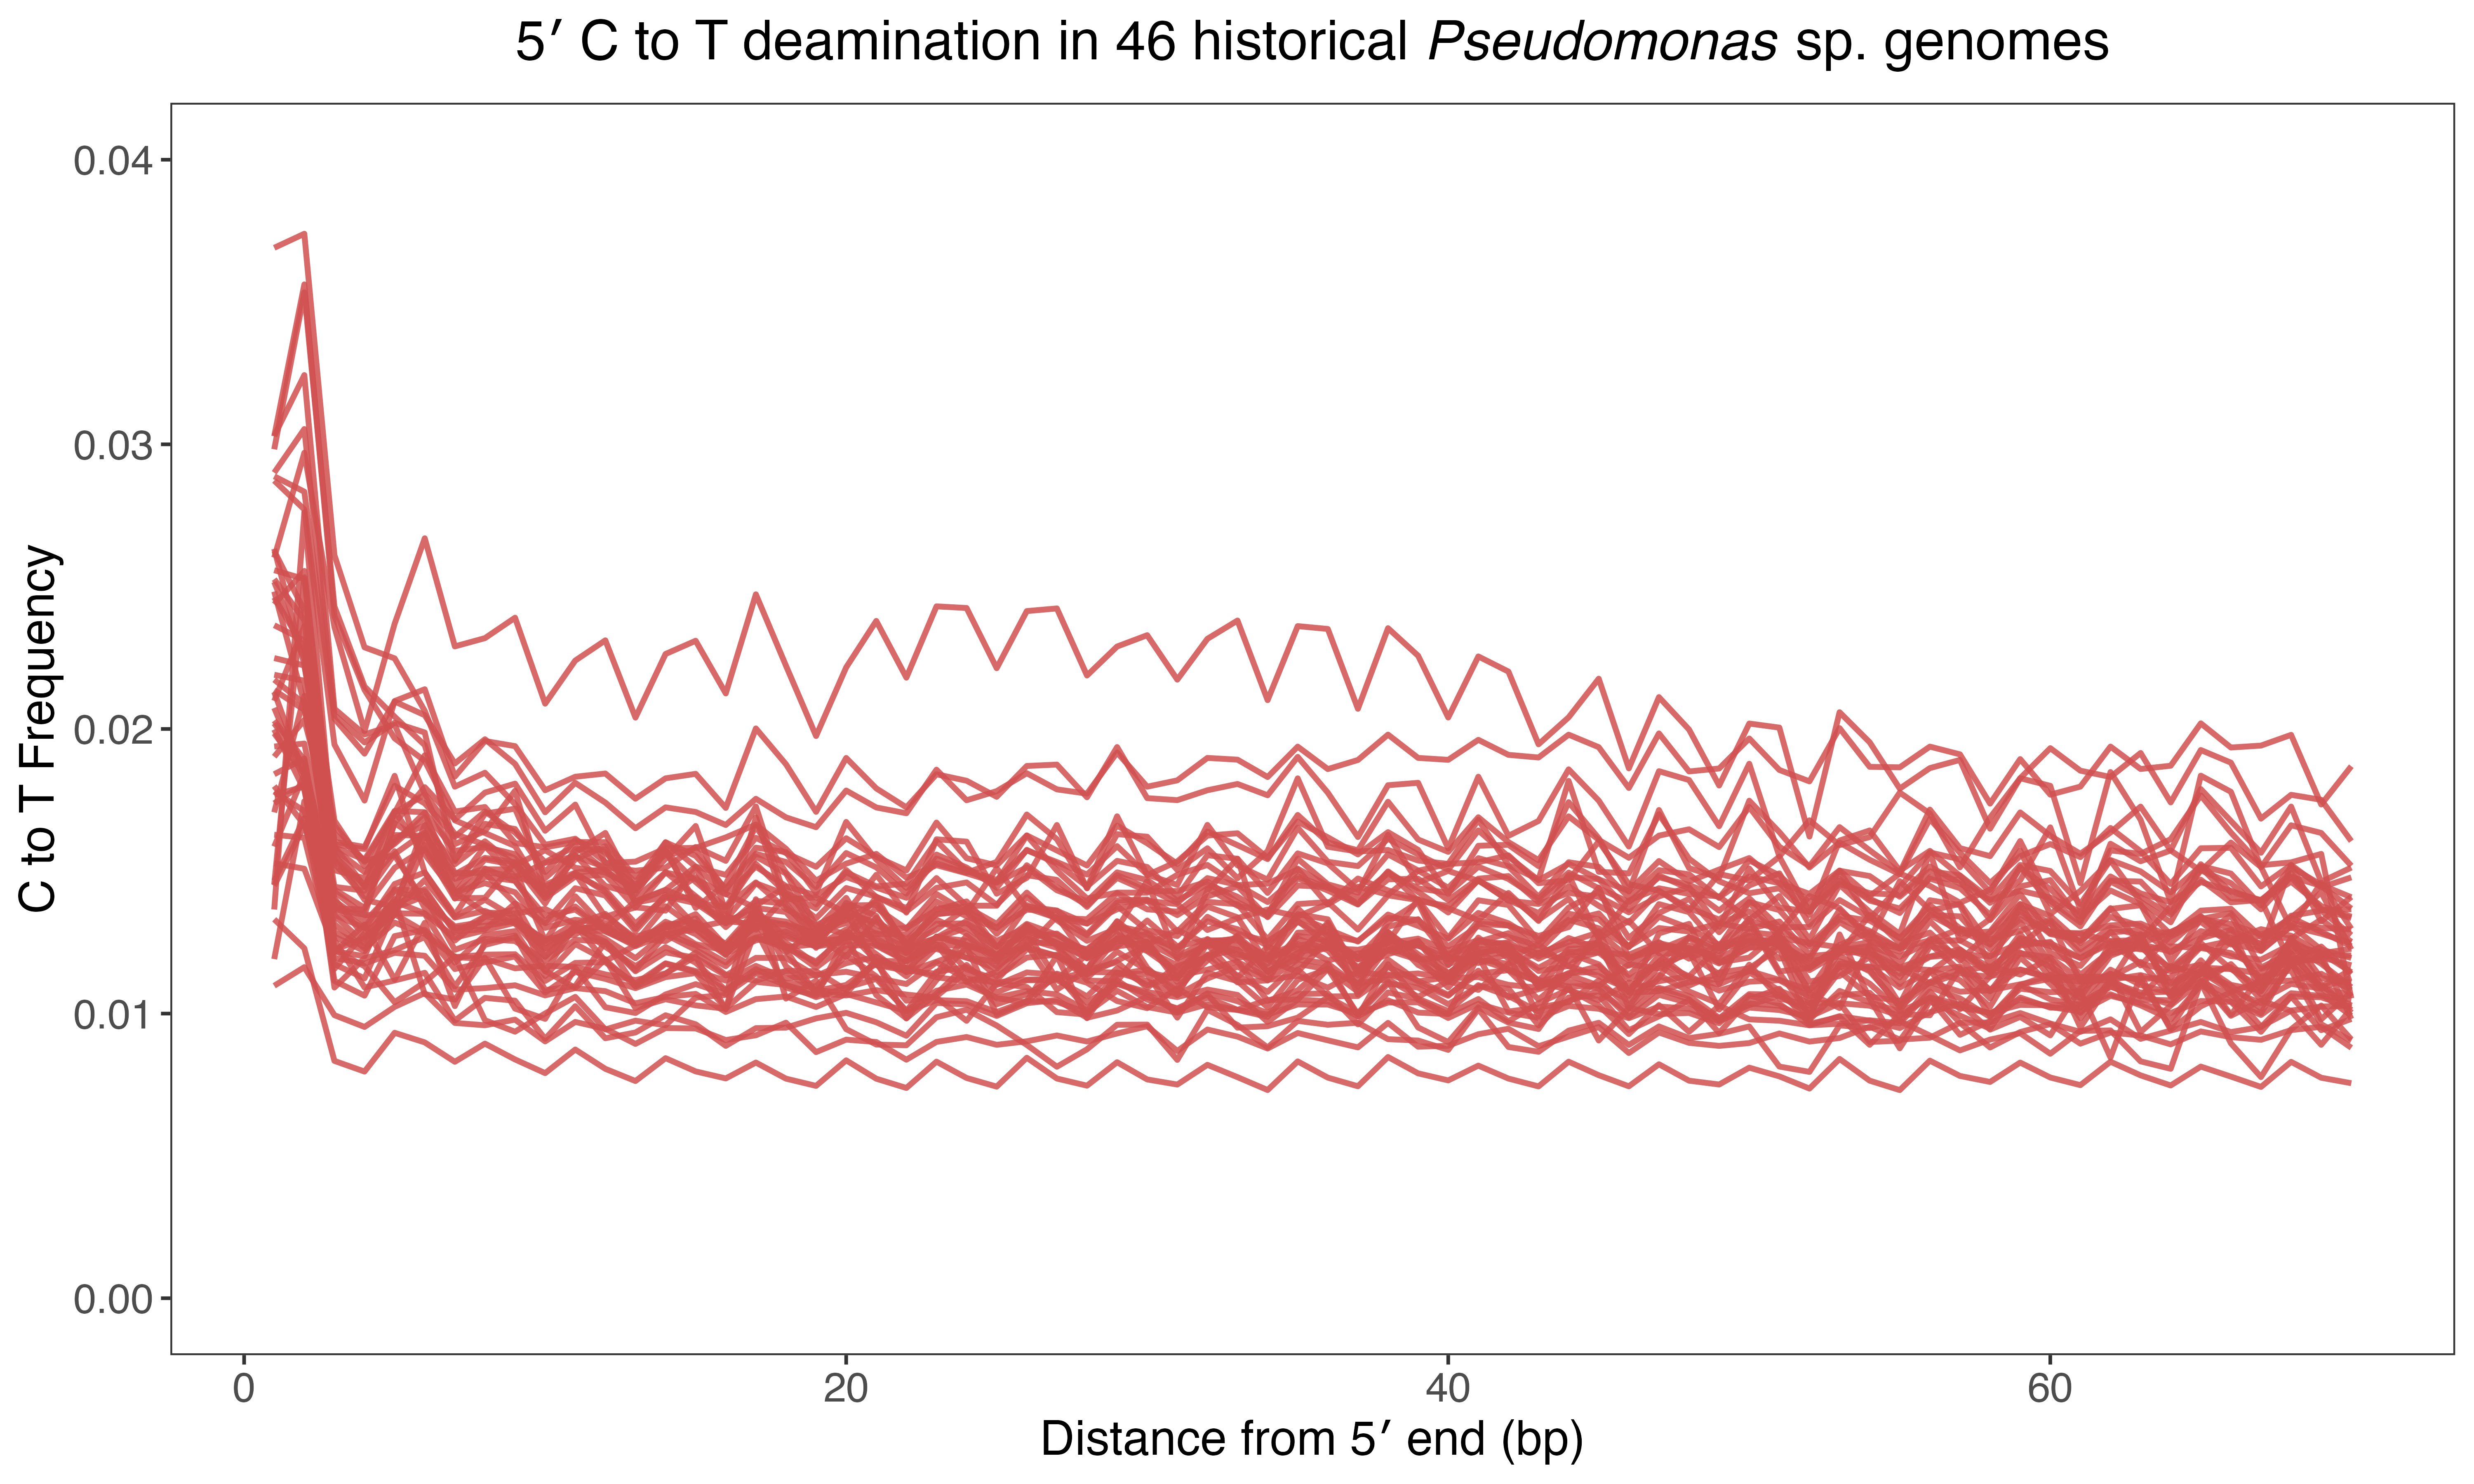 5′ C to T deamination in 46 historical Pseudomonas sp. genomes
C to T Frequency
0.04
0.03
0.02
0.01
0.00
0 20 40 60
Distance from 5′ end (bp)